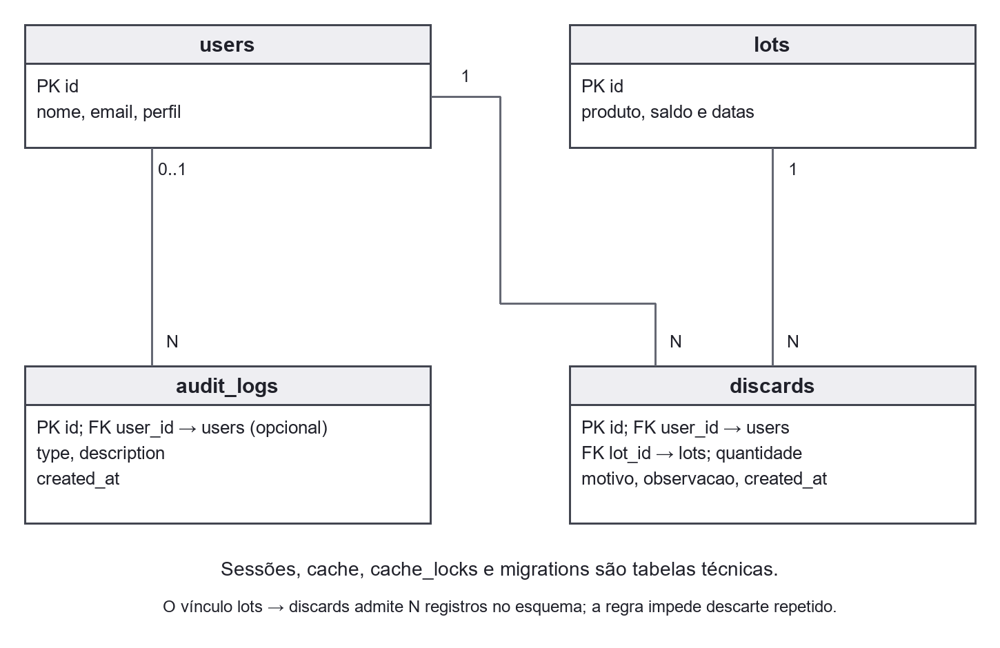 users
PK id
nome, email, perfil
lots
PK id
produto, saldo e datas
1
0..1
1
N
N
N
audit_logs
PK id; FK user_id → users (opcional)
type, description
created_at
discards
PK id; FK user_id → users
FK lot_id → lots; quantidade
motivo, observacao, created_at
Sessões, cache, cache_locks e migrations são tabelas técnicas.
O vínculo lots → discards admite N registros no esquema; a regra impede descarte repetido.